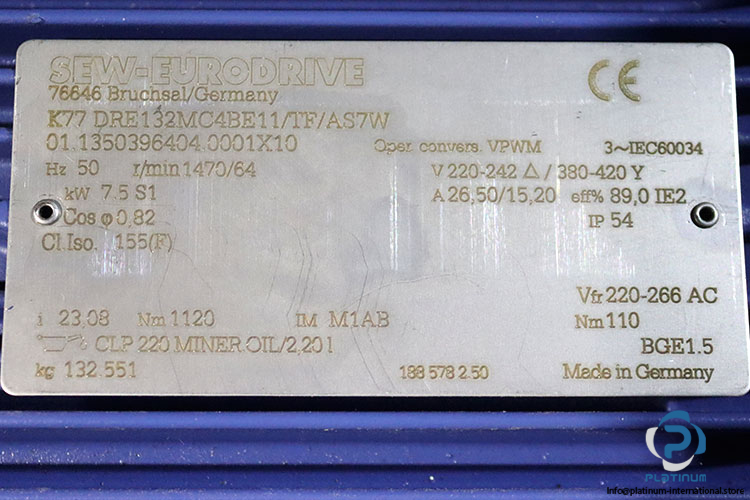 SEW-EURODRIVE
CE
76646 Bruchsal/Germany
K77 DRE132MC4BE11/TF/AS7W
01.1350396404.0001X10 Oper. convers. VPWM 3~IEC60034
Hz 50 r/min 1470/64 V 220-242 Δ / 380-420 Y
kW 7.5 S1 A 26,50/15,20 eff% 89,0 IE2
Cos φ 0,82 IP 54
Cl.Iso. 155(F)
Vfr 220-266 AC
i 23,08 Nm 1120 IM M1AB Nm 110
CLP 220 MINER.OIL/2,20 l BGE1.5
kg 132.551 188 578 2.50 Made in Germany
PLATINUM
info@platinum-international.store